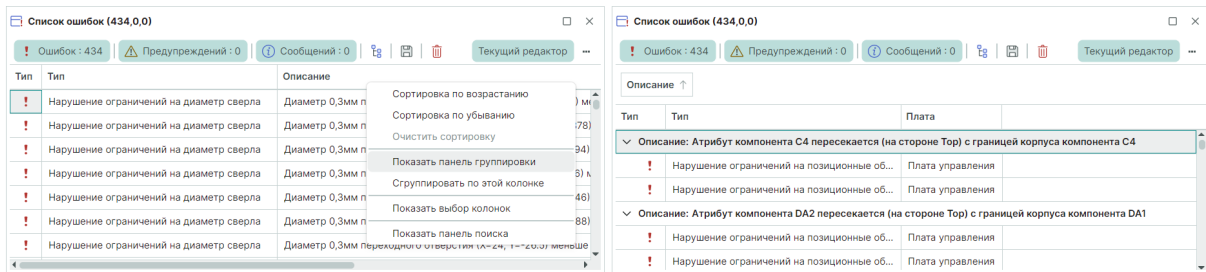 Список ошибок (434,0,0)
Ошибок : 434 Предупреждений : 0 Сообщений : 0 Текущий редактор
Тип Тип Описание
Нарушение ограничений на диаметр сверла Диаметр 0,3мм п
Нарушение ограничений на диаметр сверла Диаметр 0,3мм п 378)
Нарушение ограничений на диаметр сверла Диаметр 0,3мм п 94)
Нарушение ограничений на диаметр сверла Диаметр 0,3мм п
Нарушение ограничений на диаметр сверла Диаметр 0,3мм п 46)
Нарушение ограничений на диаметр сверла Диаметр 0,3мм п 88)
Нарушение ограничений на диаметр сверла Диаметр 0,3мм переходного отверстия (X=24, Y=-26.5) меньше
Сортировка по возрастанию
Сортировка по убыванию
Очистить сортировку
Показать панель группировки
Сгруппировать по этой колонке
Показать выбор колонок
Показать панель поиска
Список ошибок (434,0,0)
Ошибок : 434 Предупреждений : 0 Сообщений : 0 Текущий редактор
Описание ↑
Тип Тип Плата
Описание: Атрибут компонента C4 пересекается (на стороне Top) с границей корпуса компонента C4
Нарушение ограничений на позиционные об... Плата управления
Нарушение ограничений на позиционные об... Плата управления
Описание: Атрибут компонента DA2 пересекается (на стороне Top) с границей корпуса компонента DA1
Нарушение ограничений на позиционные об... Плата управления
Нарушение ограничений на позиционные об... Плата управления